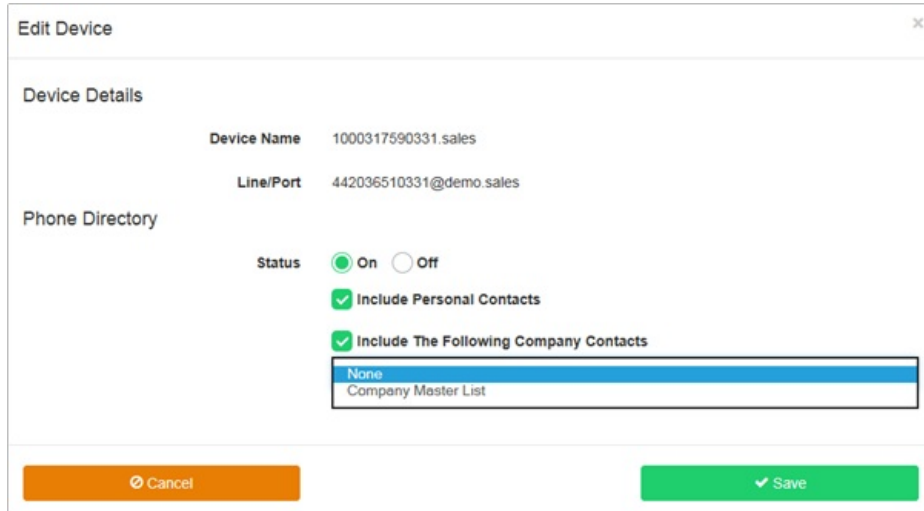 Edit Device
×
Device Details
Device Name 1000317590331.sales
Line/Port 442036510331@demo.sales
Phone Directory
Status On Off
Include Personal Contacts
Include The Following Company Contacts
None
Company Master List
Cancel Save